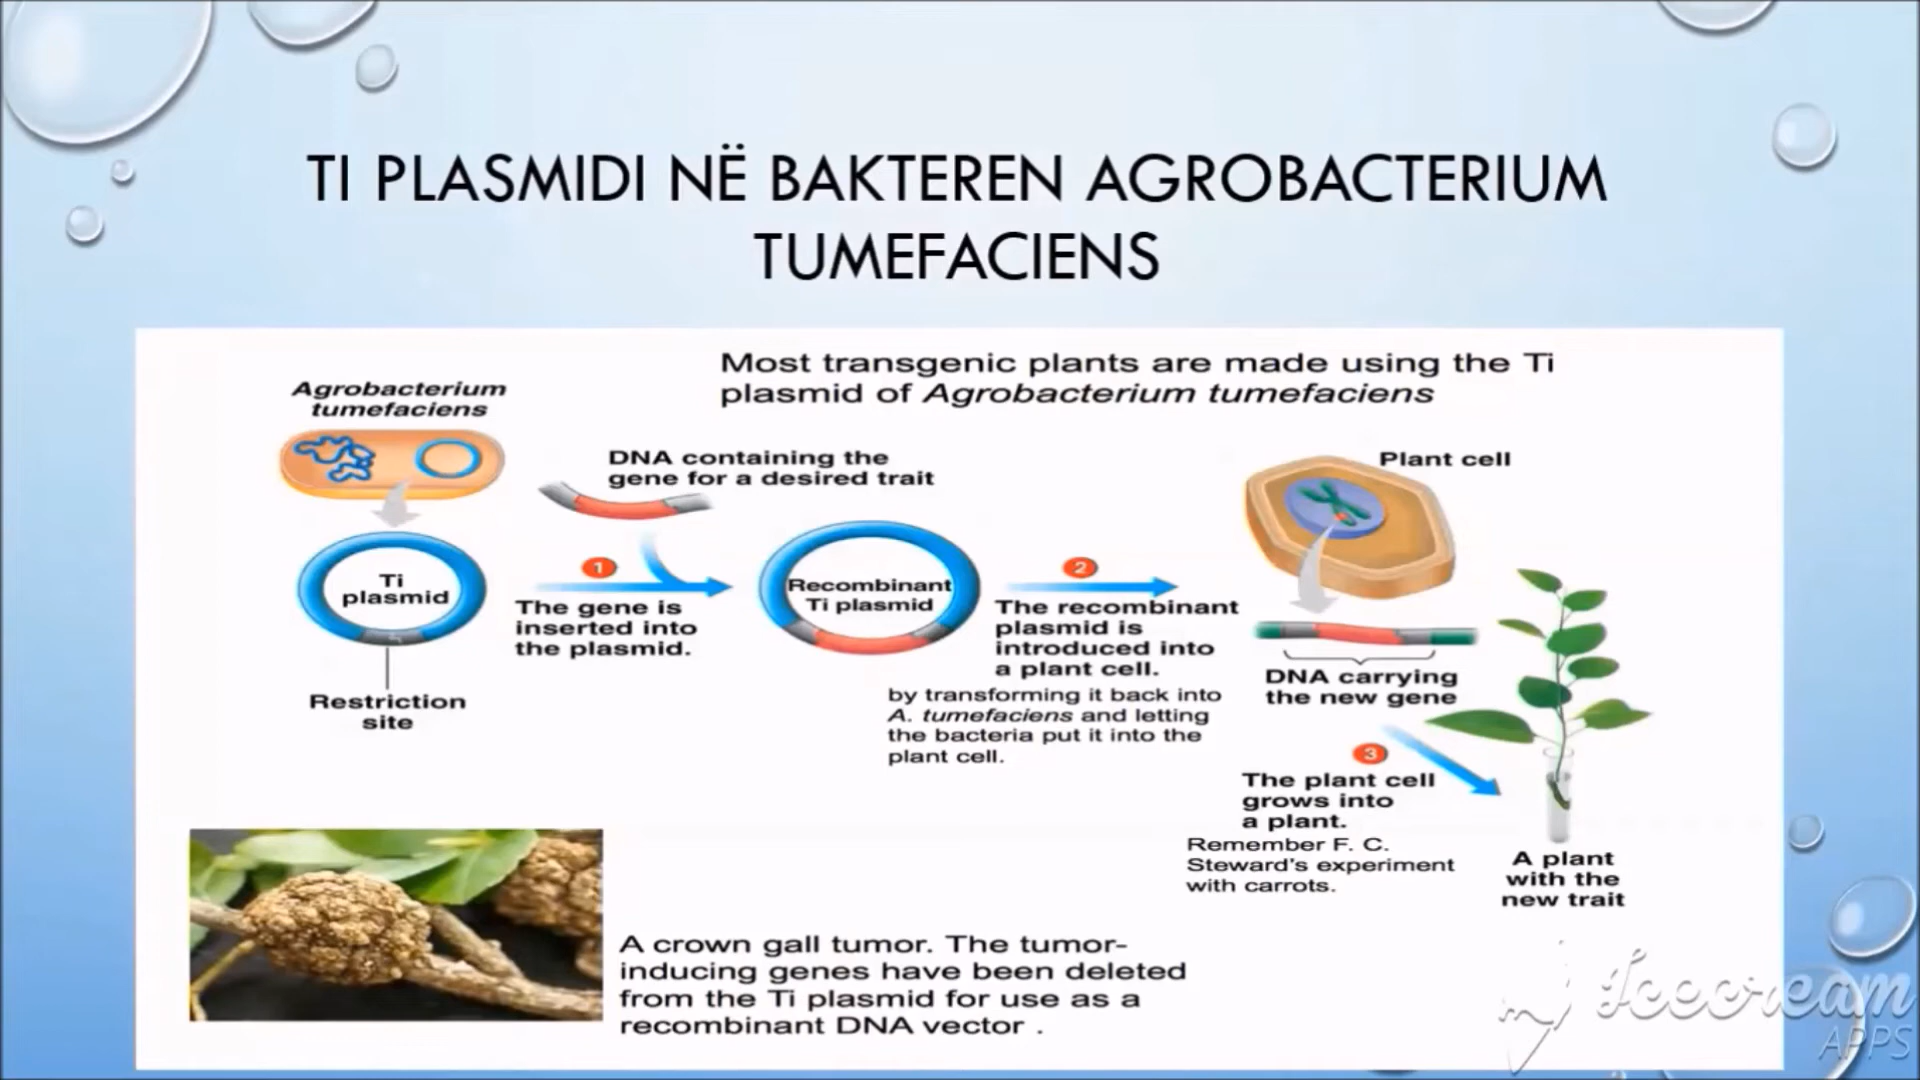 TI PLASMIDI NË BAKTEREN AGROBACTERIUM
TUMEFACIENS
Most transgenic plants are made using the Ti
plasmid of Agrobacterium tumefaciens
Agrobacterium
tumefaciens
DNA containing the
gene for a desired trait
Plant cell
Ti
plasmid
1
The gene is
inserted into
the plasmid.
Recombinant
Ti plasmid
2
The recombinant
plasmid is
introduced into
a plant cell.
by transforming it back into
A. tumefaciens and letting
the bacteria put it into the
plant cell.
Restriction
site
DNA carrying
the new gene
3
The plant cell
grows into
a plant.
Remember F. C.
Steward's experiment
with carrots.
A plant
with the
new trait
A crown gall tumor. The tumor-
inducing genes have been deleted
from the Ti plasmid for use as a
recombinant DNA vector .
Icecream
APPS